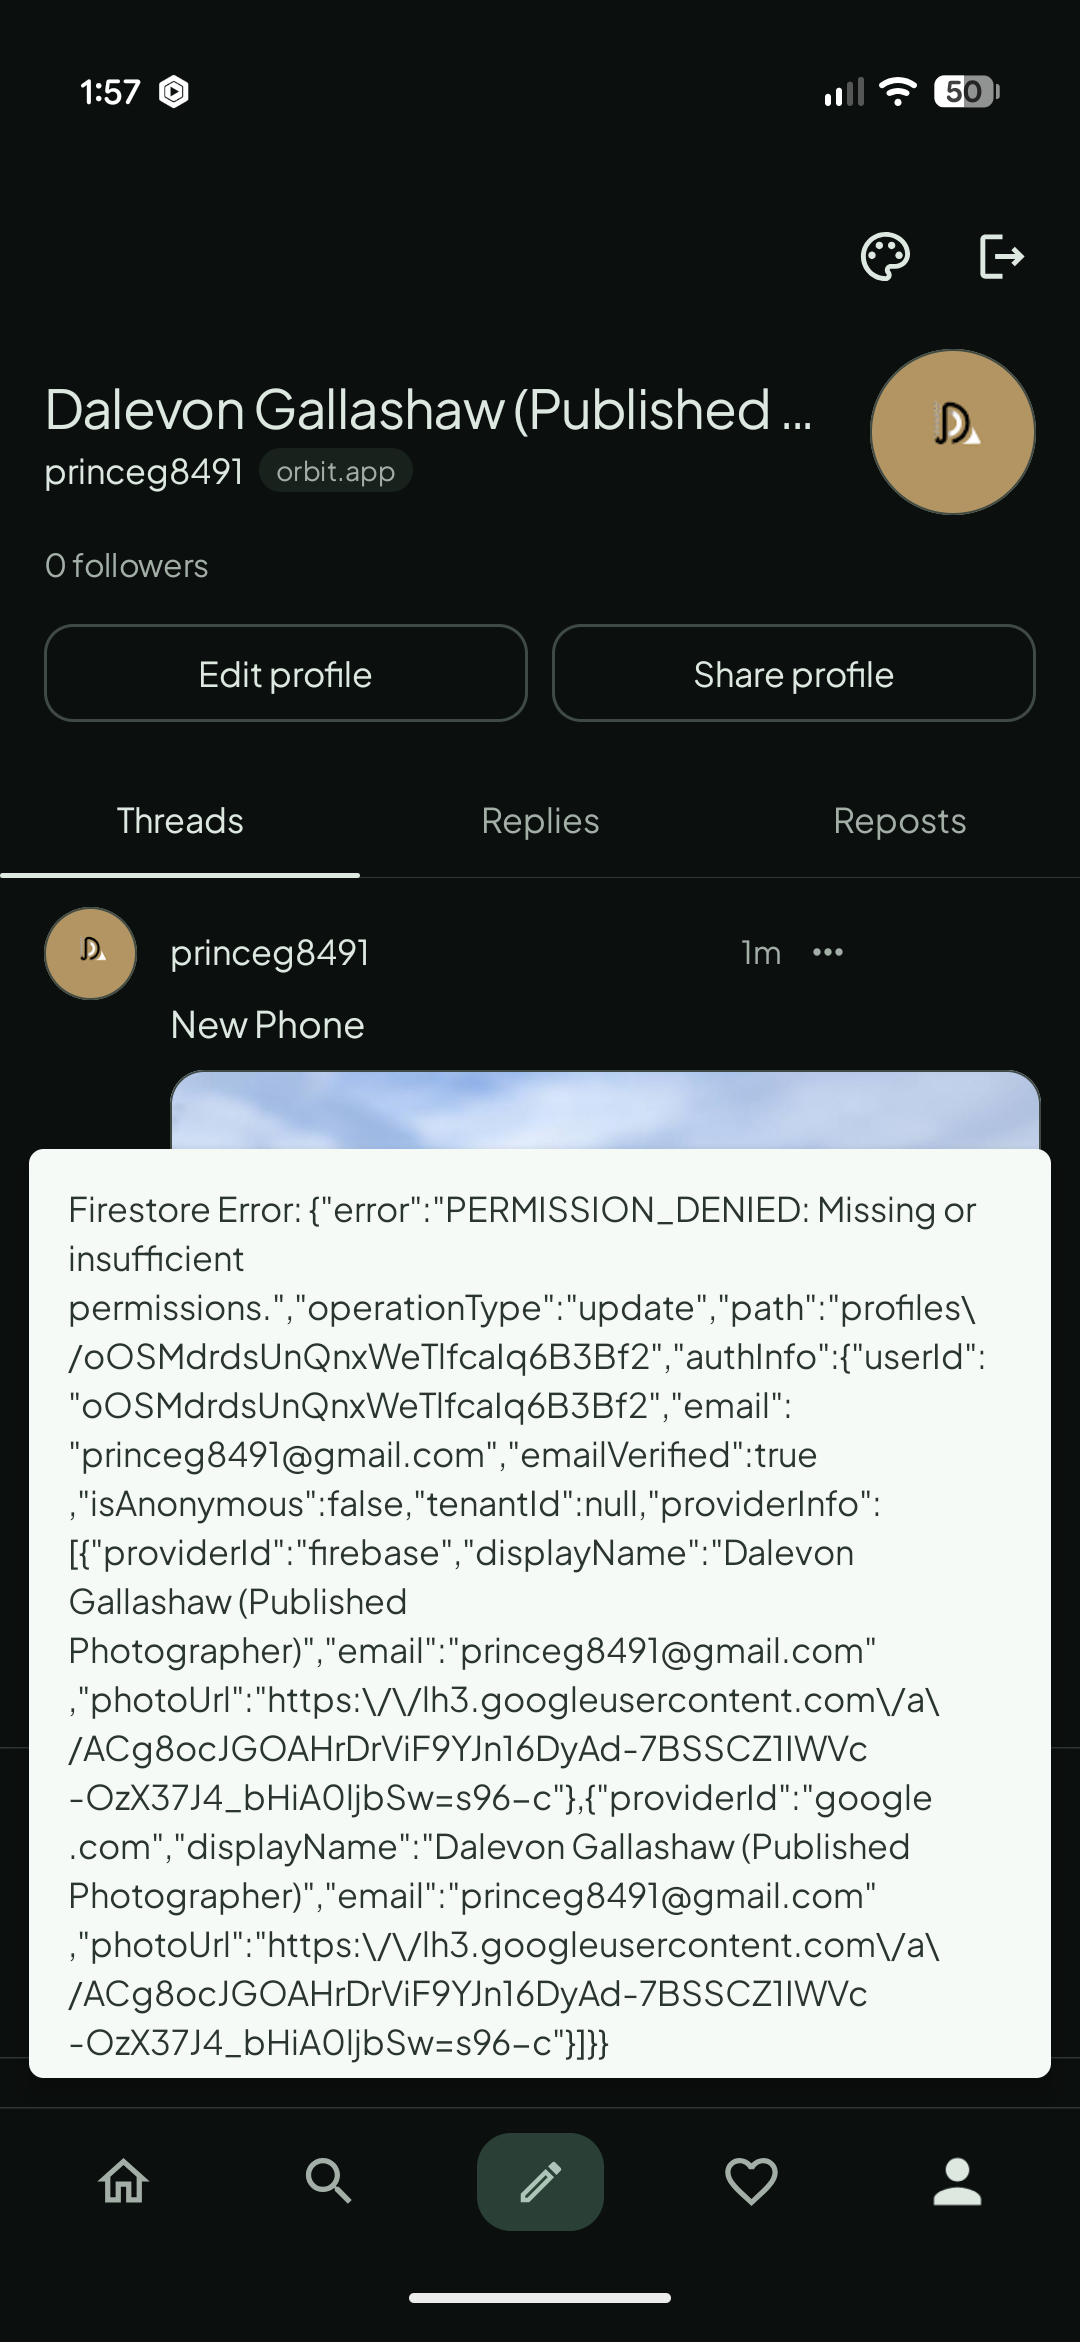 1:57
50
Dalevon Gallashaw (Published ...
princeg8491 orbit.app
0 followers
Edit profile
Share profile
Threads
Replies
Reposts
princeg8491
1m
New Phone
Firestore Error: {"error":"PERMISSION_DENIED: Missing or
insufficient
permissions.","operationType":"update","path":"profiles\
/oOSMdrdsUnQnxWeTlfcaIq6B3Bf2","authInfo":{"userId":
"oOSMdrdsUnQnxWeTlfcaIq6B3Bf2","email":
"princeg8491@gmail.com","emailVerified":true
,"isAnonymous":false,"tenantId":null,"providerInfo":
[{"providerId":"firebase","displayName":"Dalevon
Gallashaw (Published
Photographer)","email":"princeg8491@gmail.com"
,"photoUrl":"https:\/\/lh3.googleusercontent.com\/a\
/ACg8ocJGOAHrDrViF9YJn16DyAd-7BSSCZ1IWVc
-OzX37J4_bHiA0ljbSw=s96-c"},{"providerId":"google
.com","displayName":"Dalevon Gallashaw (Published
Photographer)","email":"princeg8491@gmail.com"
,"photoUrl":"https:\/\/lh3.googleusercontent.com\/a\
/ACg8ocJGOAHrDrViF9YJn16DyAd-7BSSCZ1IWVc
-OzX37J4_bHiA0ljbSw=s96-c"}]}}